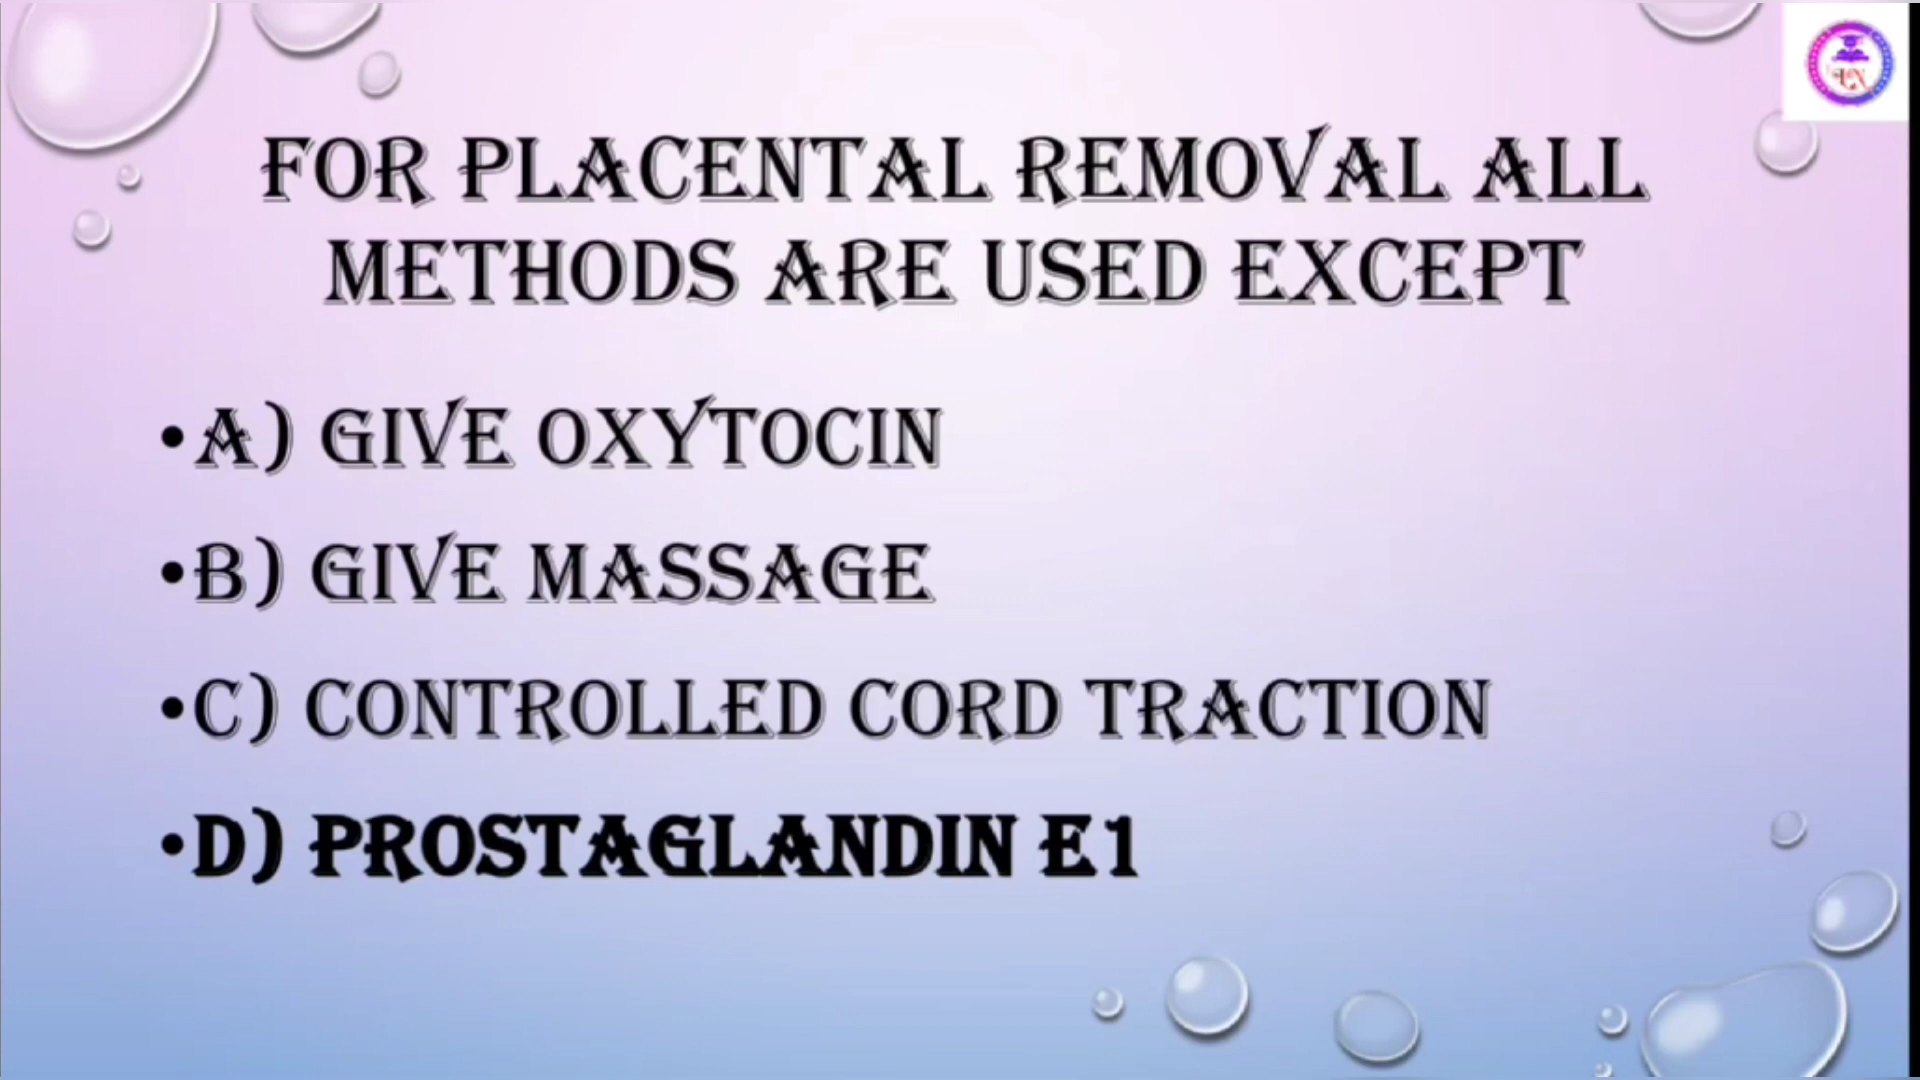 FOR PLACENTAL REMOVAL ALL
METHODS ARE USED EXCEPT
•A) GIVE OXYTOCIN
•B) GIVE MASSAGE
•C) CONTROLLED CORD TRACTION
•D) PROSTAGLANDIN E1